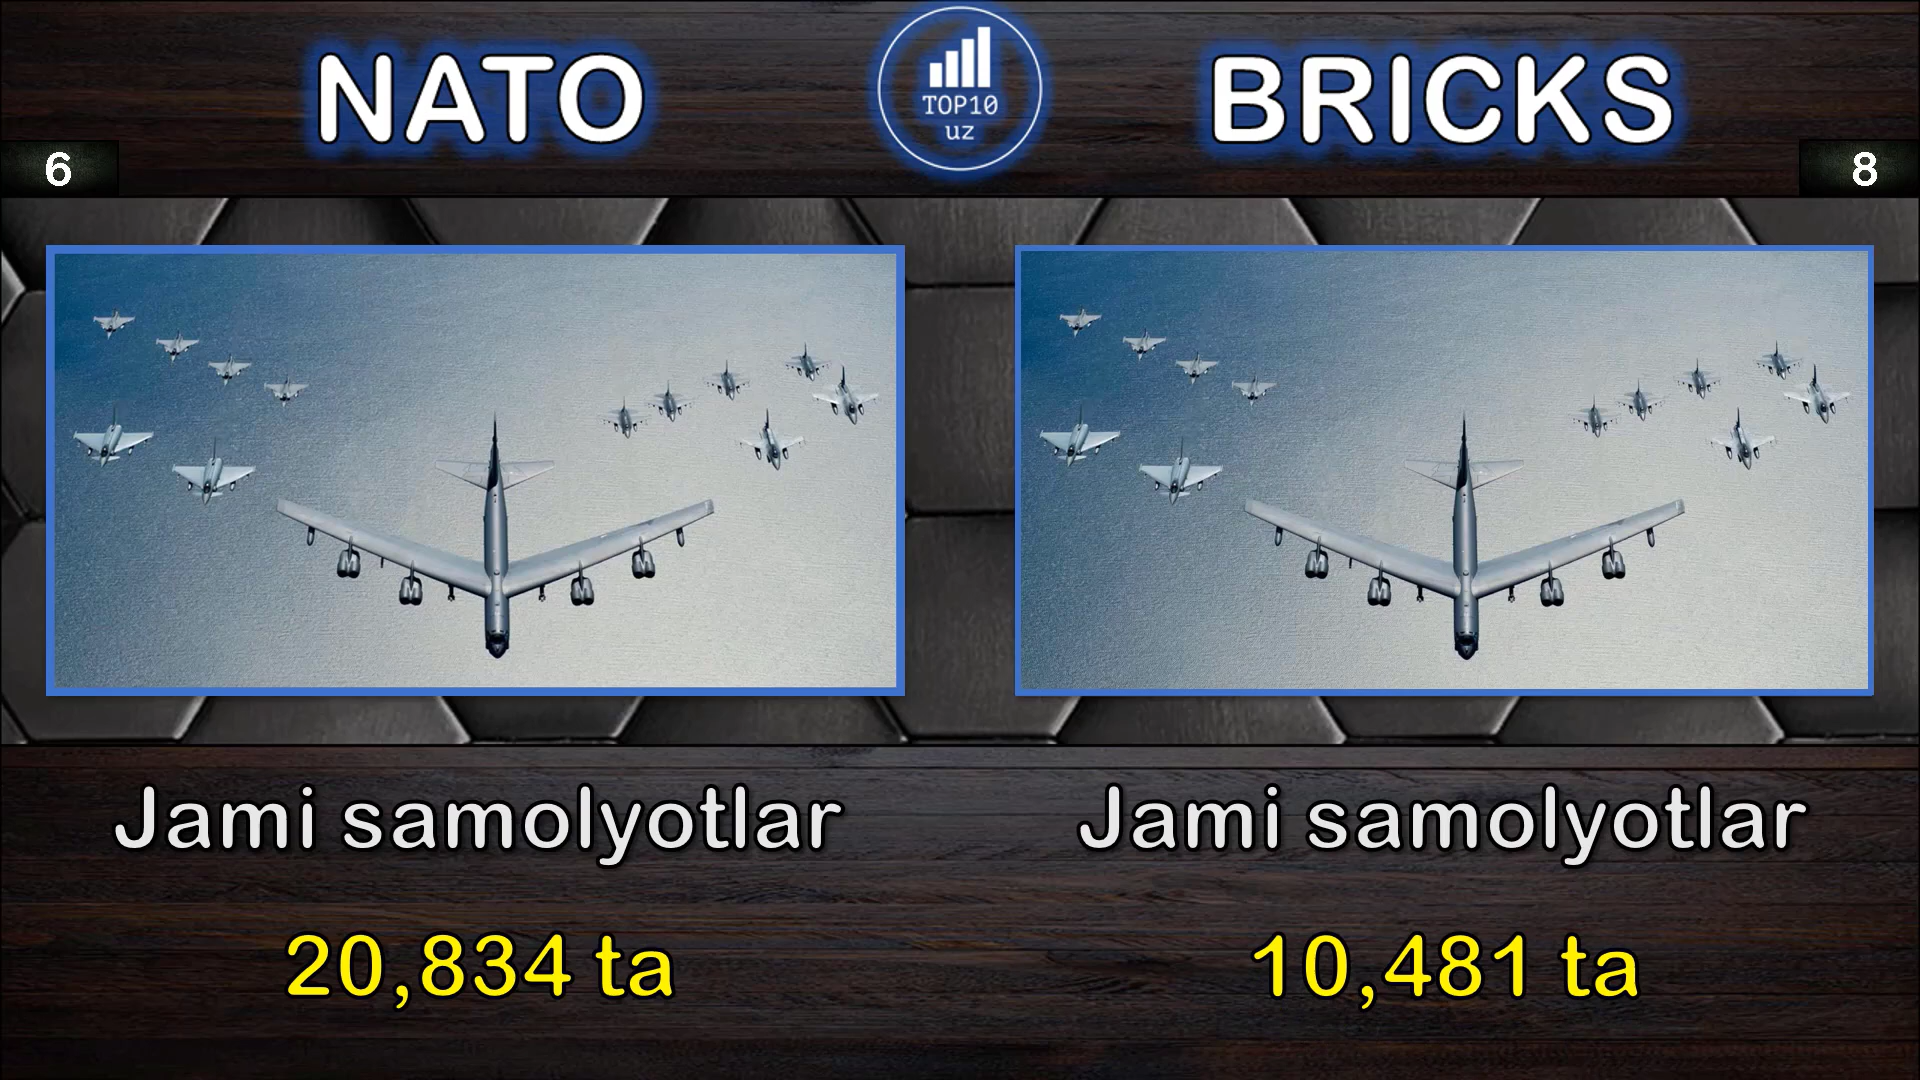 NATO
TOP10
uz
BRICKS
6
8
Jami samolyotlar
Jami samolyotlar
20,834 ta
10,481 ta